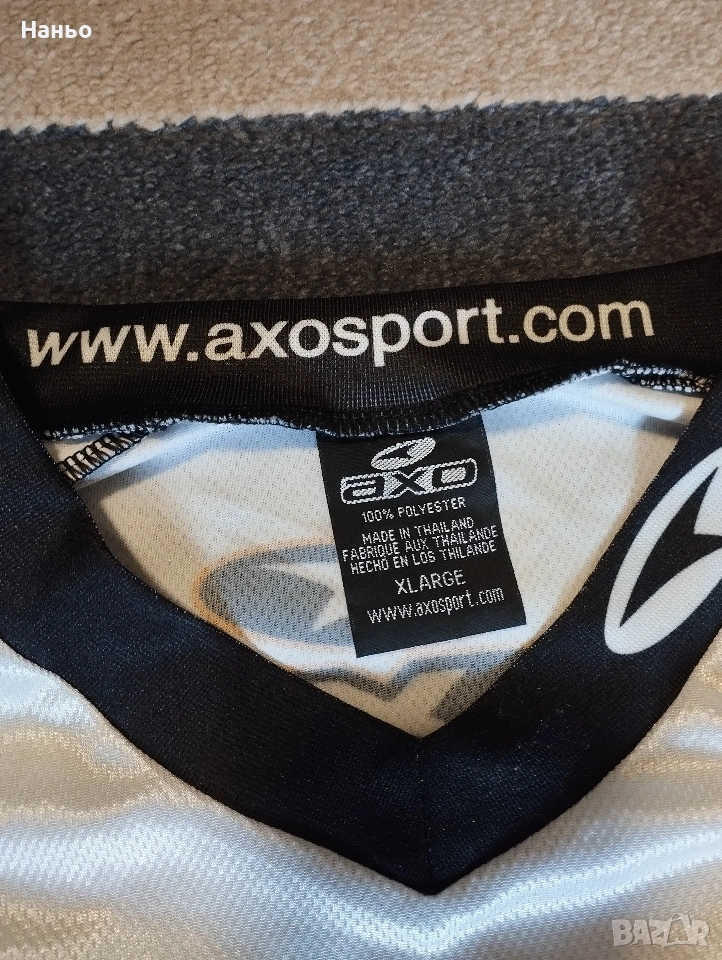 Наньо
www.axosport.com
axo
100% POLYESTER
MADE IN THAILAND
FABRIQUE AUX THAILANDE
HECHO EN LOS THILANDE
XLARGE
www.axosport.com
BAZAR